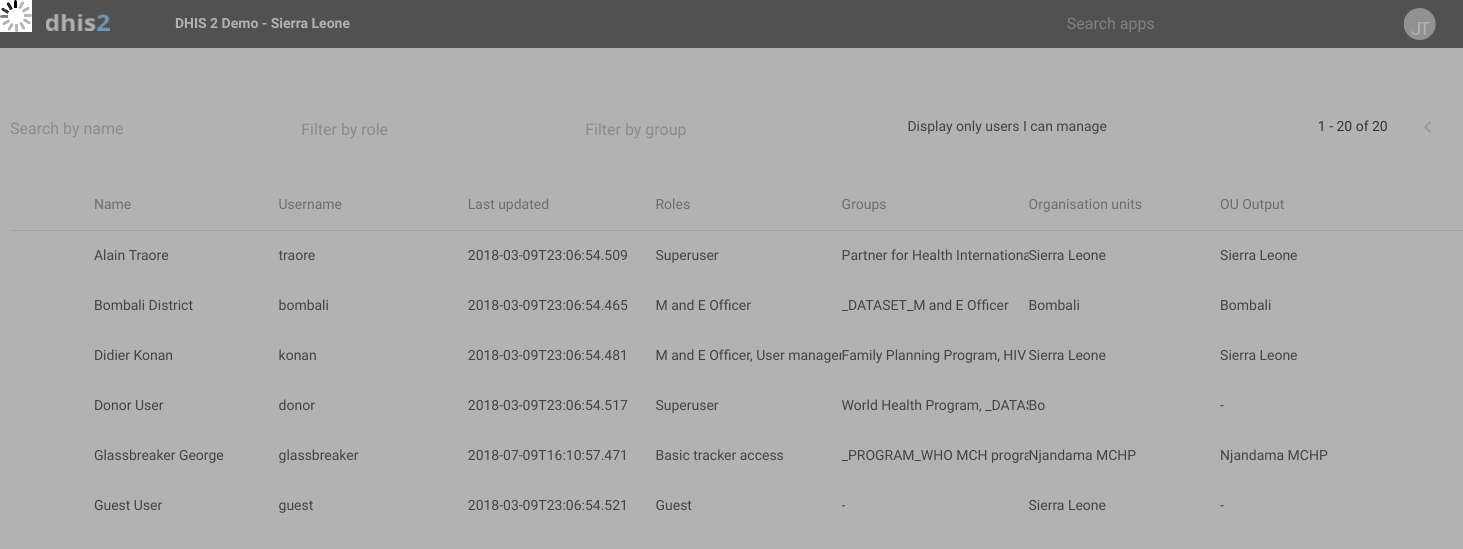 dhis2 DHIS 2 Demo - Sierra Leone Search apps JT
Search by name Filter by role Filter by group Display only users I can manage 1 - 20 of 20
Name Username Last updated Roles Groups Organisation units OU Output
Alain Traore traore 2018-03-09T23:06:54.509 Superuser Partner for Health Internationa Sierra Leone Sierra Leone
Bombali District bombali 2018-03-09T23:06:54.465 M and E Officer _DATASET_M and E Officer Bombali Bombali
Didier Konan konan 2018-03-09T23:06:54.481 M and E Officer, User manager Family Planning Program, HIV Sierra Leone Sierra Leone
Donor User donor 2018-03-09T23:06:54.517 Superuser World Health Program, _DATAS Bo -
Glassbreaker George glassbreaker 2018-07-09T16:10:57.471 Basic tracker access _PROGRAM_WHO MCH progra Njandama MCHP Njandama MCHP
Guest User guest 2018-03-09T23:06:54.521 Guest - Sierra Leone -